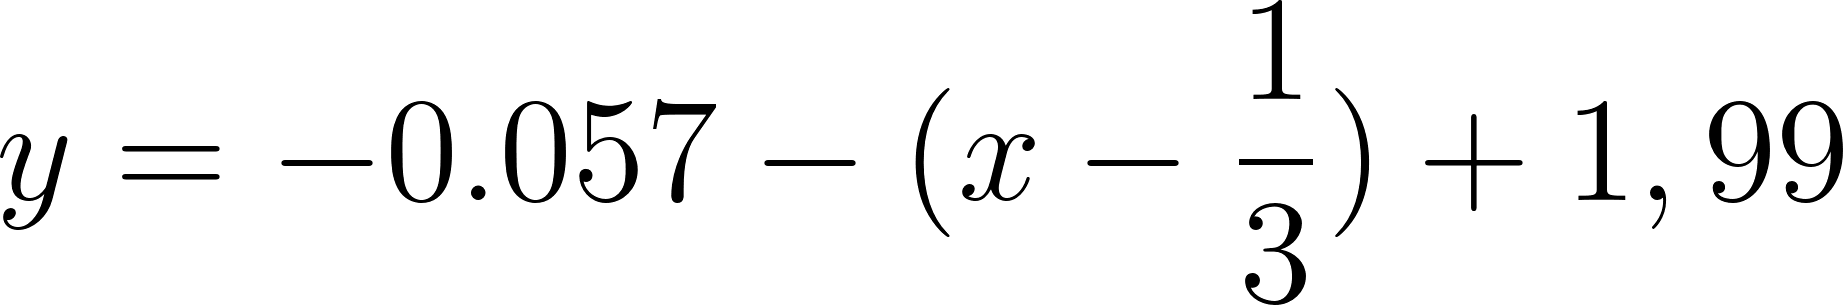 y = −0.057 − (x − 1/3) + 1,99